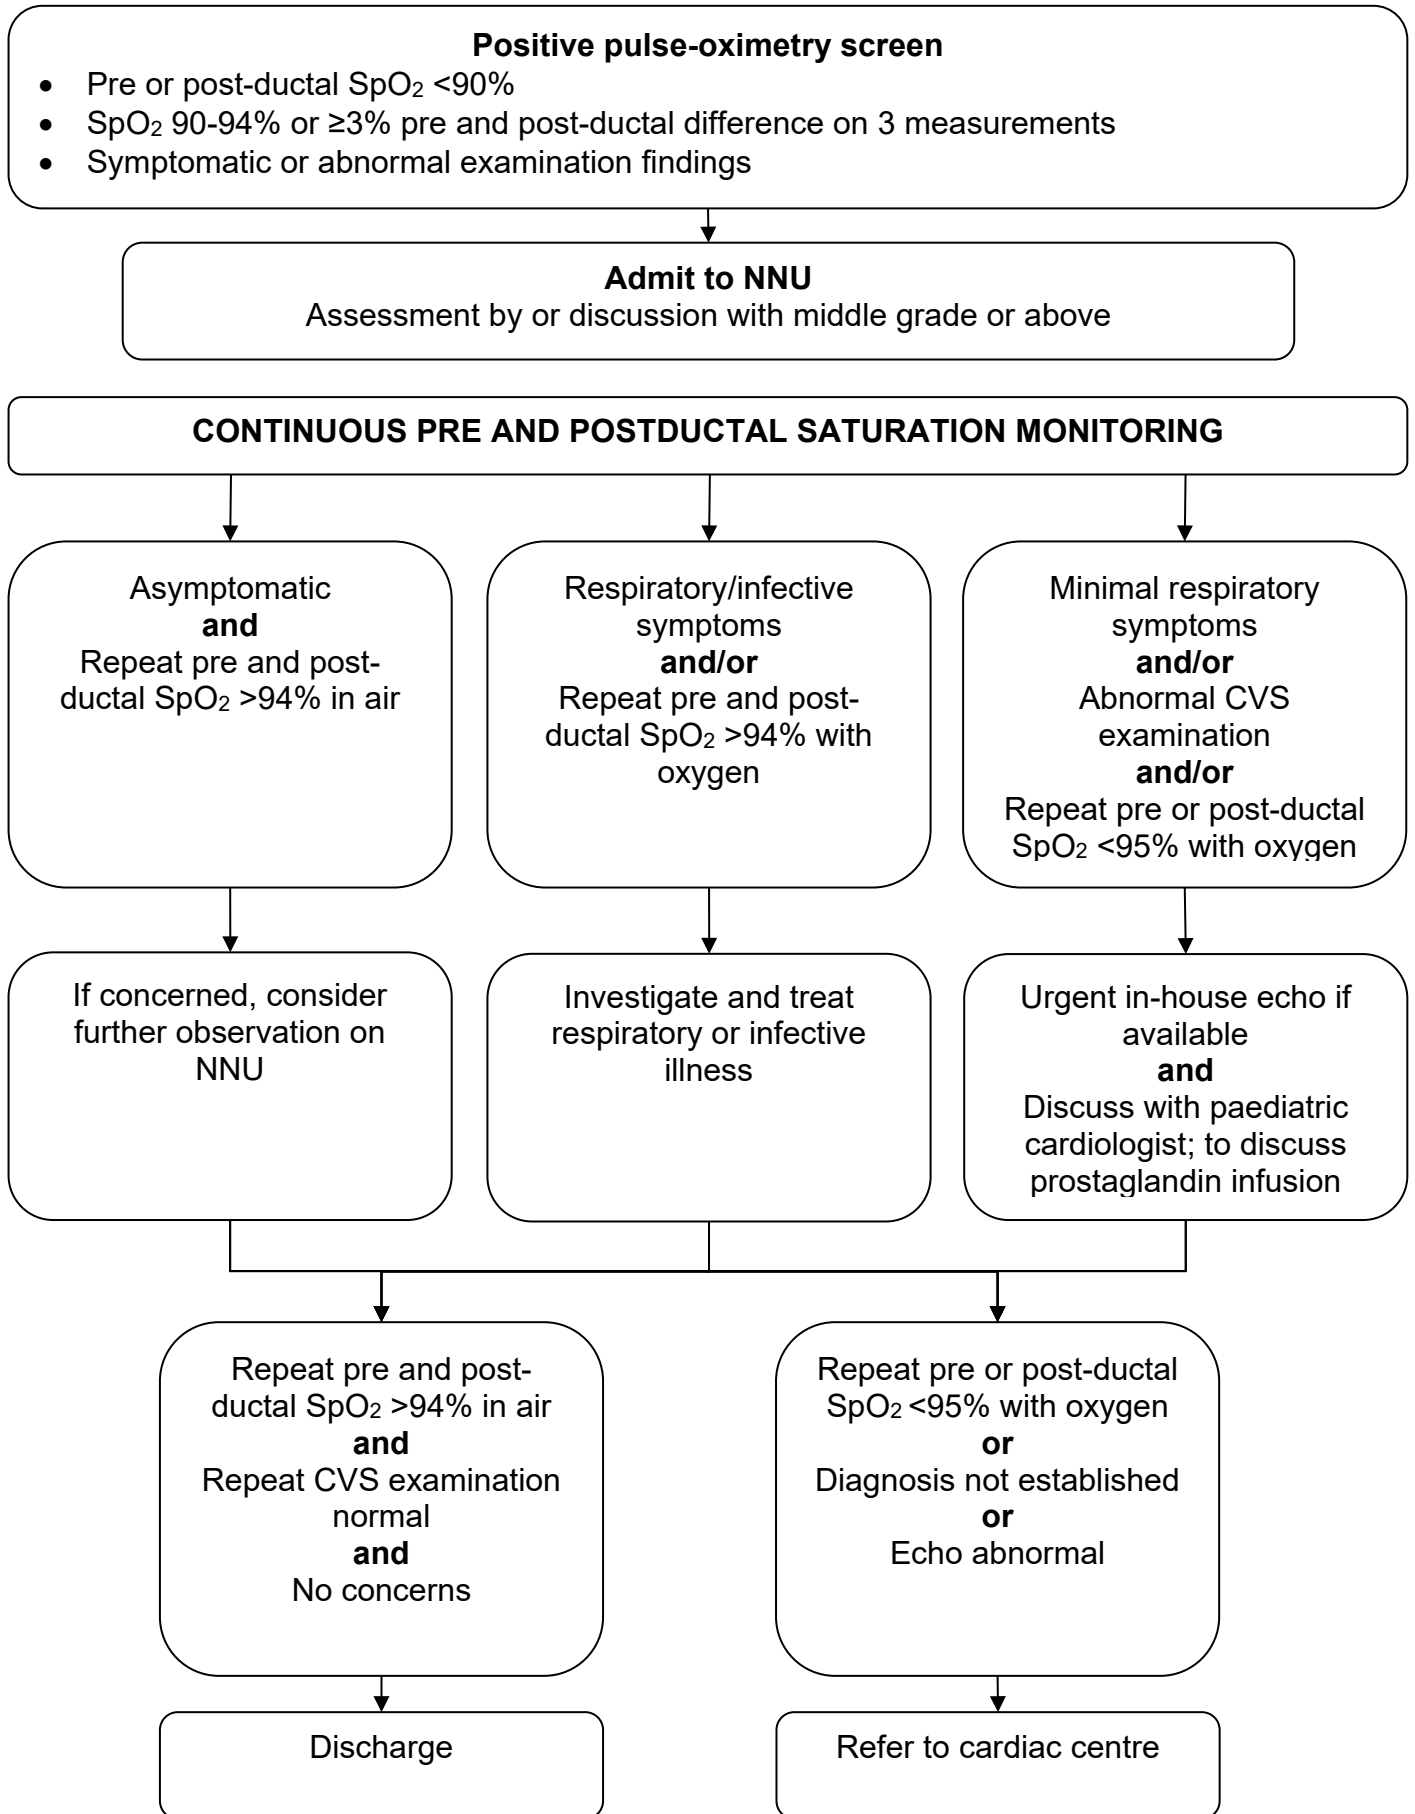 Positive pulse-oximetry screen
• Pre or post-ductal SpO2 <90%
• SpO2 90-94% or ≥3% pre and post-ductal difference on 3 measurements
• Symptomatic or abnormal examination findings
Admit to NNU
Assessment by or discussion with middle grade or above
CONTINUOUS PRE AND POSTDUCTAL SATURATION MONITORING
Asymptomatic
and
Repeat pre and post-
ductal SpO2 >94% in air
Respiratory/infective
symptoms
and/or
Repeat pre and post-
ductal SpO2 >94% with
oxygen
Minimal respiratory
symptoms
and/or
Abnormal CVS
examination
and/or
Repeat pre or post-ductal
SpO2 <95% with oxygen
If concerned, consider
further observation on
NNU
Investigate and treat
respiratory or infective
illness
Urgent in-house echo if
available
and
Discuss with paediatric
cardiologist; to discuss
prostaglandin infusion
Repeat pre and post-
ductal SpO2 >94% in air
and
Repeat CVS examination
normal
and
No concerns
Repeat pre or post-ductal
SpO2 <95% with oxygen
or
Diagnosis not established
or
Echo abnormal
Discharge
Refer to cardiac centre